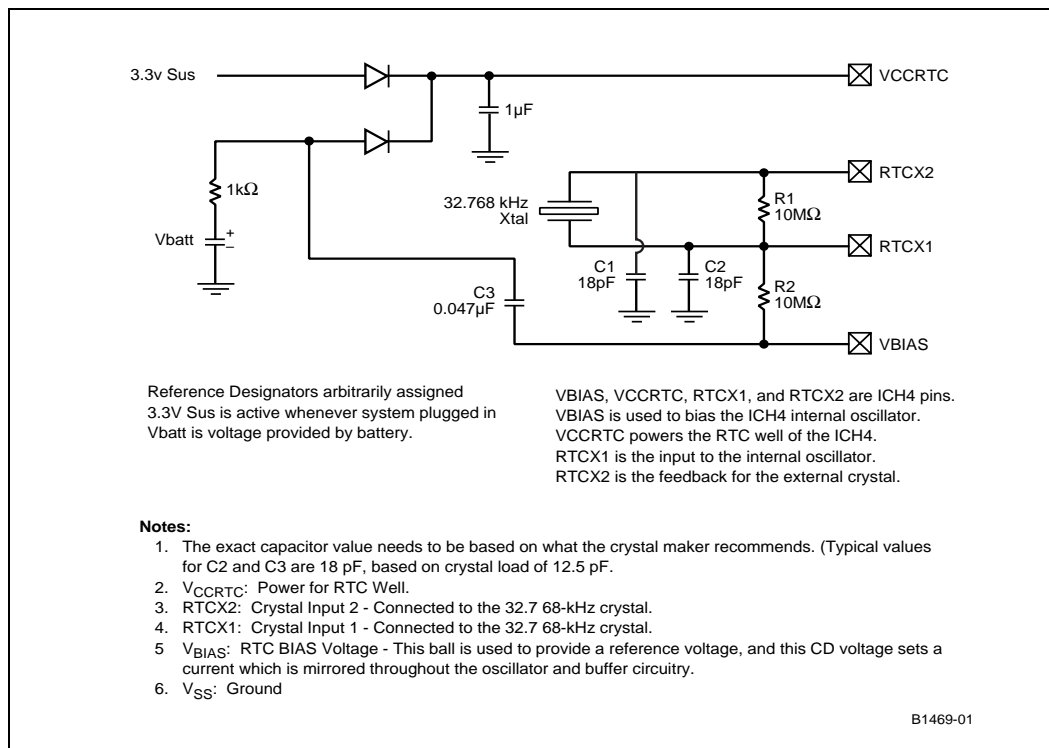 3.3v Sus
VCCRTC
1µF
1kΩ
Vbatt
+
–
RTCX2
32.768 kHz
Xtal
R1
10MΩ
RTCX1
C1
18pF
C2
18pF
R2
10MΩ
C3
0.047µF
VBIAS
Reference Designators arbitrarily assigned
3.3V Sus is active whenever system plugged in
Vbatt is voltage provided by battery.
VBIAS, VCCRTC, RTCX1, and RTCX2 are ICH4 pins.
VBIAS is used to bias the ICH4 internal oscillator.
VCCRTC powers the RTC well of the ICH4.
RTCX1 is the input to the internal oscillator.
RTCX2 is the feedback for the external crystal.
Notes:
1. The exact capacitor value needs to be based on what the crystal maker recommends. (Typical values
for C2 and C3 are 18 pF, based on crystal load of 12.5 pF.
2. VCCRTC: Power for RTC Well.
3. RTCX2: Crystal Input 2 - Connected to the 32.7 68-kHz crystal.
4. RTCX1: Crystal Input 1 - Connected to the 32.7 68-kHz crystal.
5 VBIAS: RTC BIAS Voltage - This ball is used to provide a reference voltage, and this CD voltage sets a
current which is mirrored throughout the oscillator and buffer circuitry.
6. VSS: Ground
B1469-01